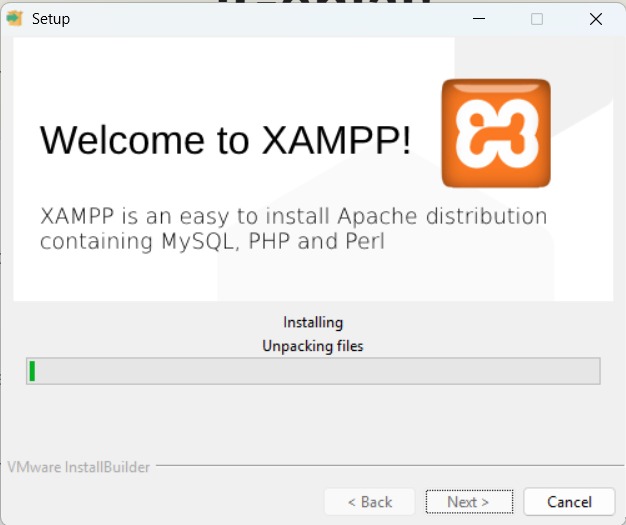 Setup
Welcome to XAMPP!
XAMPP is an easy to install Apache distribution
containing MySQL, PHP and Perl
Installing
Unpacking files
VMware InstallBuilder
< Back
Next >
Cancel